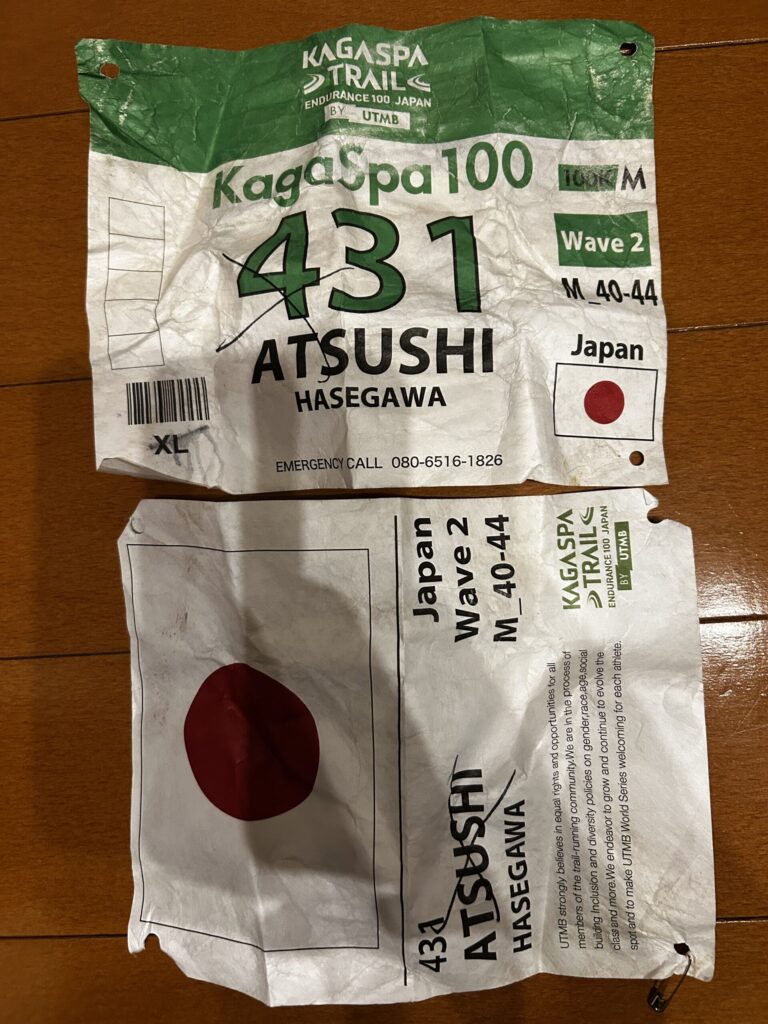 KAGASPA
TRAIL
ENDURANCE 100 JAPAN
BY UTMB
KagaSpa 100
100K M
431
Wave 2
M_40-44
ATSUSHI
HASEGAWA
Japan
XL
EMERGENCY CALL 080-6516-1826
Japan
Wave 2
M_40-44
431
ATSUSHI
HASEGAWA
KAGASPA
TRAIL
ENDURANCE 100 JAPAN
BY UTMB
UTMB strongly believes in equal rights and opportunities for all
members of the trail-running community.We are in the process of
building Inclusion and diversity policies on gender,race,age,social
class and more.We endeavor to grow and continue to evolve the
sport and to make UTMB World Series welcoming for each athlete.